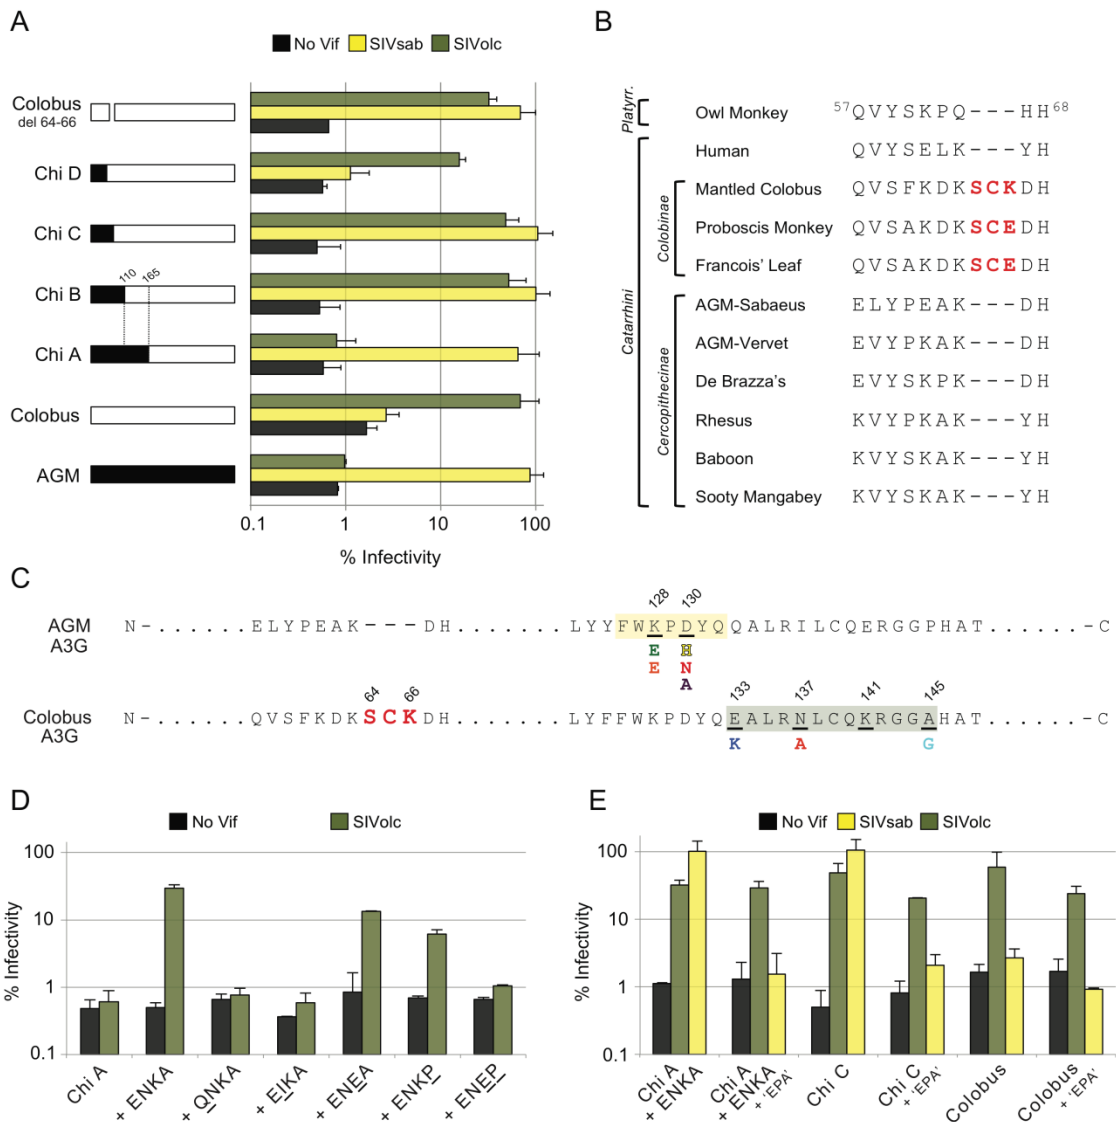 A
No Vif SIVsab SIVolc
Colobus
del 64-66
Chi D
Chi C
Chi B
110 165
Chi A
Colobus
AGM
0.1 1 10 100
% Infectivity
B
Platyrr.
Catarrhini
Colobinae
Cercopithecinae
Owl Monkey 57 QVYSKPQ---HH 68
Human QVYSELK---YH
Mantled Colobus QVSFKDKSCKDH
Proboscis Monkey QVSAKDKSCEDH
Francois' Leaf QVSAKDKSCEDH
AGM-Sabaeus ELYPEAK---DH
AGM-Vervet EVYPKAK---DH
De Brazza's EVYSKPK---DH
Rhesus KVYPKAK---YH
Baboon KVYSKAK---YH
Sooty Mangabey KVYSKAK---YH
C
128 130
AGM A3G N-......ELYPEAK---DH.......LYYFWKPDYQQALRILCQERGGPHAT......-C
E H
E N
A
64 66 133 137 141 145
Colobus A3G N-......QVSFKDKSCKDH.......LYFFWKPDYQEALRNLCQKRGGAHAT......-C
K A G
D
No Vif SIVolc
% Infectivity
100
10
1
0.1
Chi A
+ ENKA
+ QNKA
+ EIKA
+ ENEA
+ ENKP
+ ENEP
E
No Vif SIVsab SIVolc
% Infectivity
100
10
1
0.1
Chi A + ENKA
Chi A + ENKA + 'EPA'
Chi C
Chi C + 'EPA'
Colobus
Colobus + 'EPA'